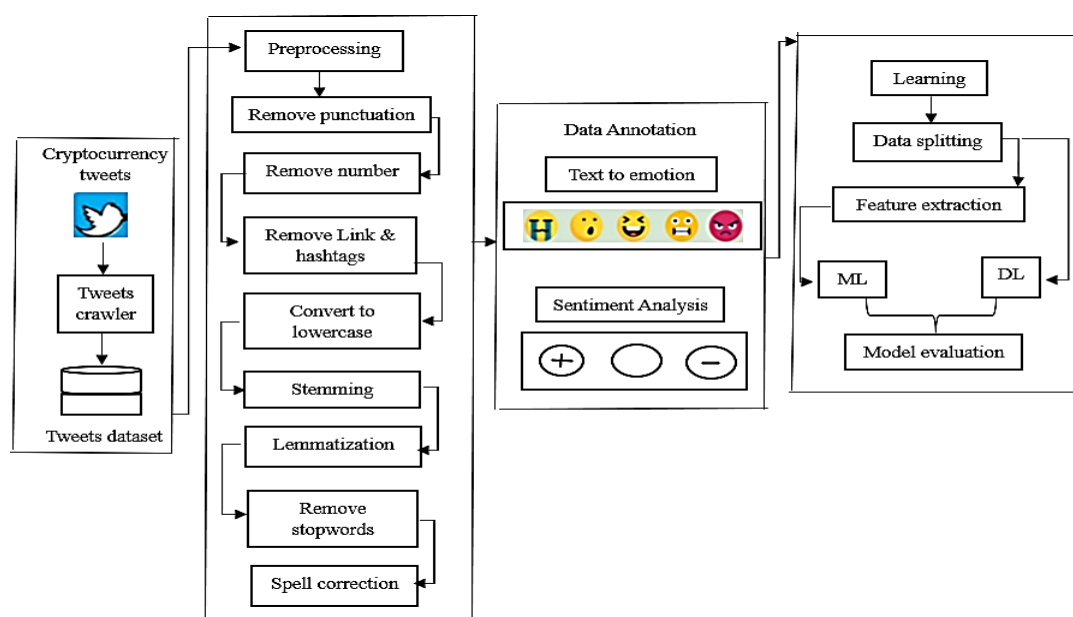 Cryptocurrency
tweets
Tweets
crawler
Tweets dataset
Preprocessing
Remove punctuation
Remove number
Remove Link &
hashtags
Convert to
lowercase
Stemming
Lemmatization
Remove
stopwords
Spell correction
Data Annotation
Text to emotion
Sentiment Analysis
+
−
Learning
Data splitting
Feature extraction
ML
DL
Model evaluation